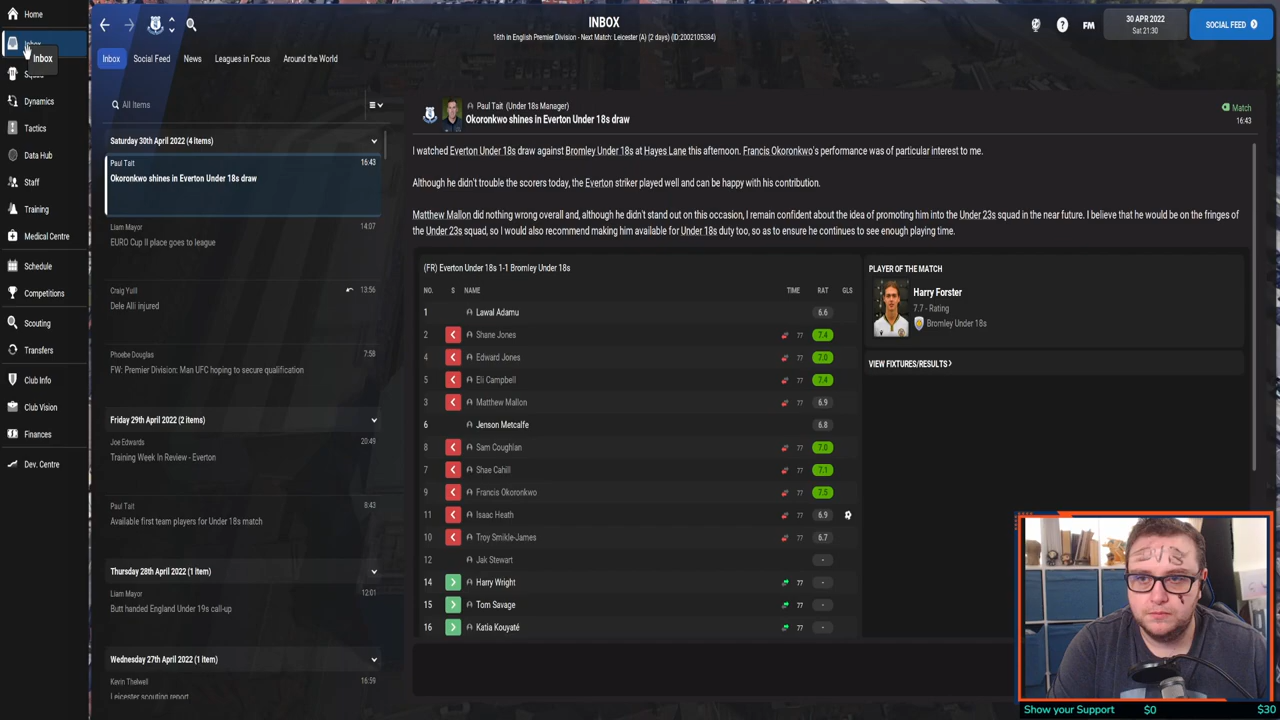 Home
INBOX
16th in English Premier Division - Next Match: Leicester (A) (2 days) (ID:2002105384)
FM
30 APR 2022
Sat 21:30
SOCIAL FEED
Inbox
Inbox
Social Feed
News
Leagues in Focus
Around the World
Dynamics
Tactics
Data Hub
Staff
Training
Medical Centre
Schedule
Competitions
Scouting
Transfers
Club Info
Club Vision
Finances
Dev. Centre
All Items
Saturday 30th April 2022 (4 items)
Paul Tait
16:43
Okoronkwo shines in Everton Under 18s draw
Liam Mayor
14:07
EURO Cup II place goes to league
Craig Yuill
13:56
Dele Alli injured
Phoebe Douglas
7:58
FW: Premier Division: Man UFC hoping to secure qualification
Friday 29th April 2022 (2 items)
Joe Edwards
20:49
Training Week In Review - Everton
Paul Tait
8:43
Available first team players for Under 18s match
Thursday 28th April 2022 (1 item)
Liam Mayor
12:01
Butt handed England Under 19s call-up
Wednesday 27th April 2022 (1 item)
Kevin Thelwell
16:59
Leicester scouting report
Paul Tait (Under 18s Manager)
Okoronkwo shines in Everton Under 18s draw
Match
16:43
I watched Everton Under 18s draw against Bromley Under 18s at Hayes Lane this afternoon. Francis Okoronkwo's performance was of particular interest to me.
Although he didn't trouble the scorers today, the Everton striker played well and can be happy with his contribution.
Matthew Mallon did nothing wrong overall and, although he didn't stand out on this occasion, I remain confident about the idea of promoting him into the Under 23s squad in the near future. I believe that he would be on the fringes of
the Under 23s squad, so I would also recommend making him available for Under 18s duty too, so as to ensure he continues to see enough playing time.
(FR) Everton Under 18s 1-1 Bromley Under 18s
NO. S NAME TIME RAT GLS
1 Lawal Adamu 6.6
2 Shane Jones 77 7.4
4 Edward Jones 77 7.0
5 Eli Campbell 77 7.4
3 Matthew Mallon 77 6.9
6 Jenson Metcalfe 6.8
8 Sam Coughlan 77 7.0
7 Shae Cahill 77 7.1
9 Francis Okoronkwo 77 7.5
11 Isaac Heath 77 6.9
10 Troy Smikle-James 77 6.7
12 Jak Stewart -
14 Harry Wright 77 -
15 Tom Savage 77 -
16 Katia Kouyaté 77 -
PLAYER OF THE MATCH
Harry Forster
7.7 - Rating
Bromley Under 18s
VIEW FIXTURES/RESULTS
Show your Support $0 $30